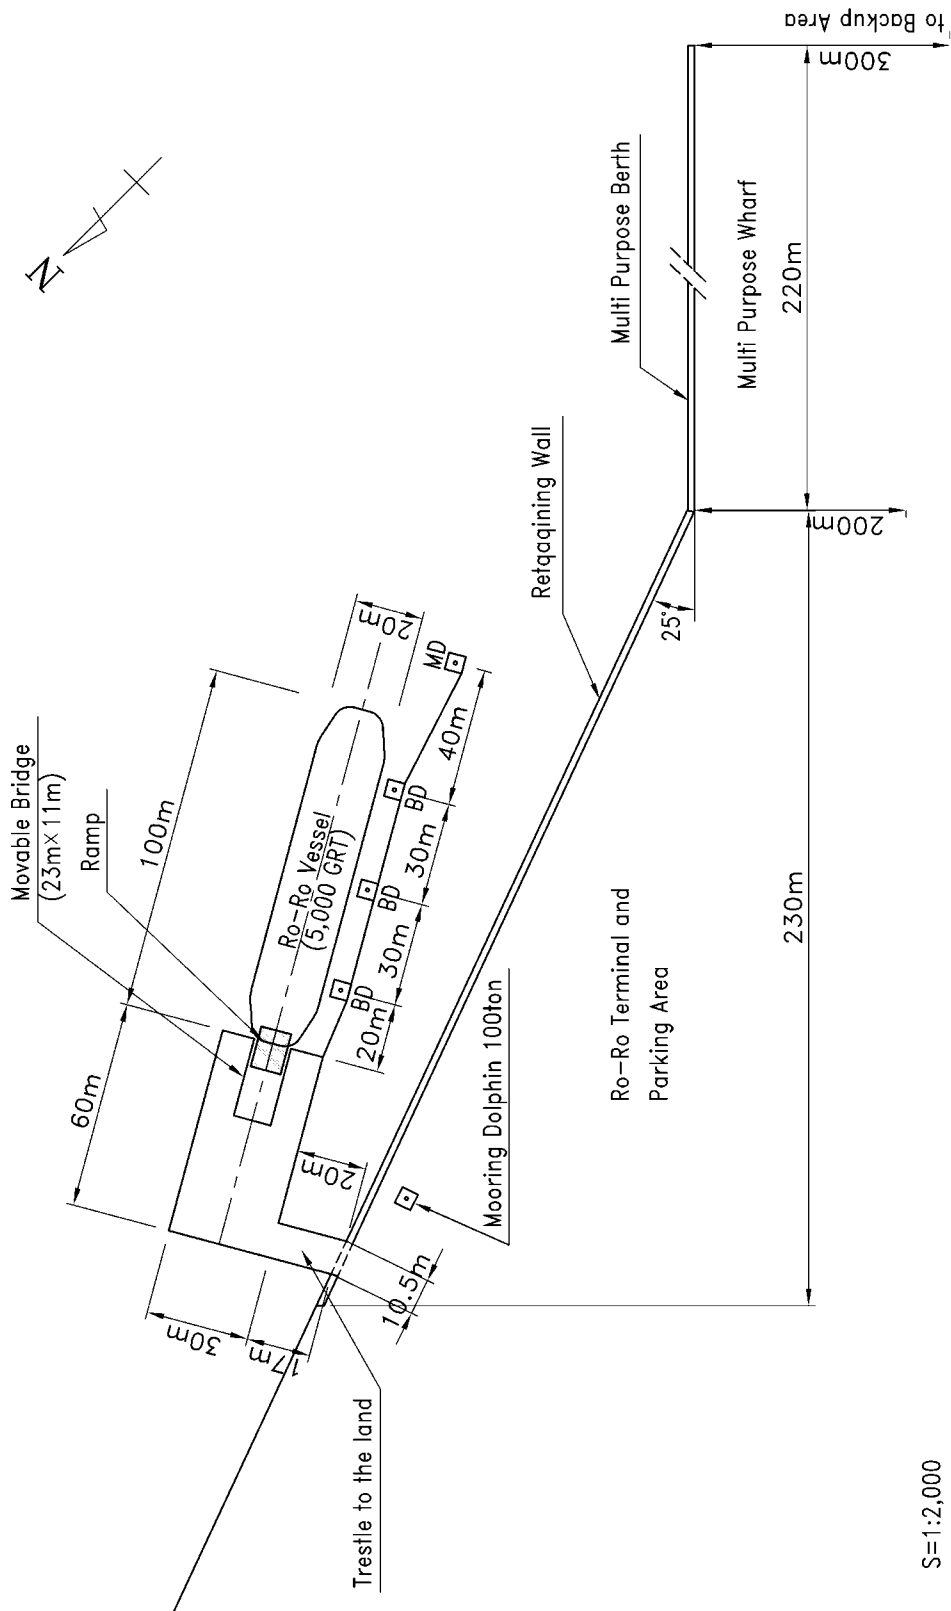 N
to Backup Area
300m
Multi Purpose Berth
Multi Purpose Wharf
220m
Retqaqining Wall
200m
25°
20m
MD
Movable Bridge
(23m×11m)
Ramp
100m
40m
BD
Ro-Ro Vessel
(5,000 GRT)
30m
BD
30m
BD
20m
60m
20m
Mooring Dolphin 100ton
Ro-Ro Terminal and
Parking Area
230m
10.5m
30m
17m
Trestle to the land
S=1:2,000